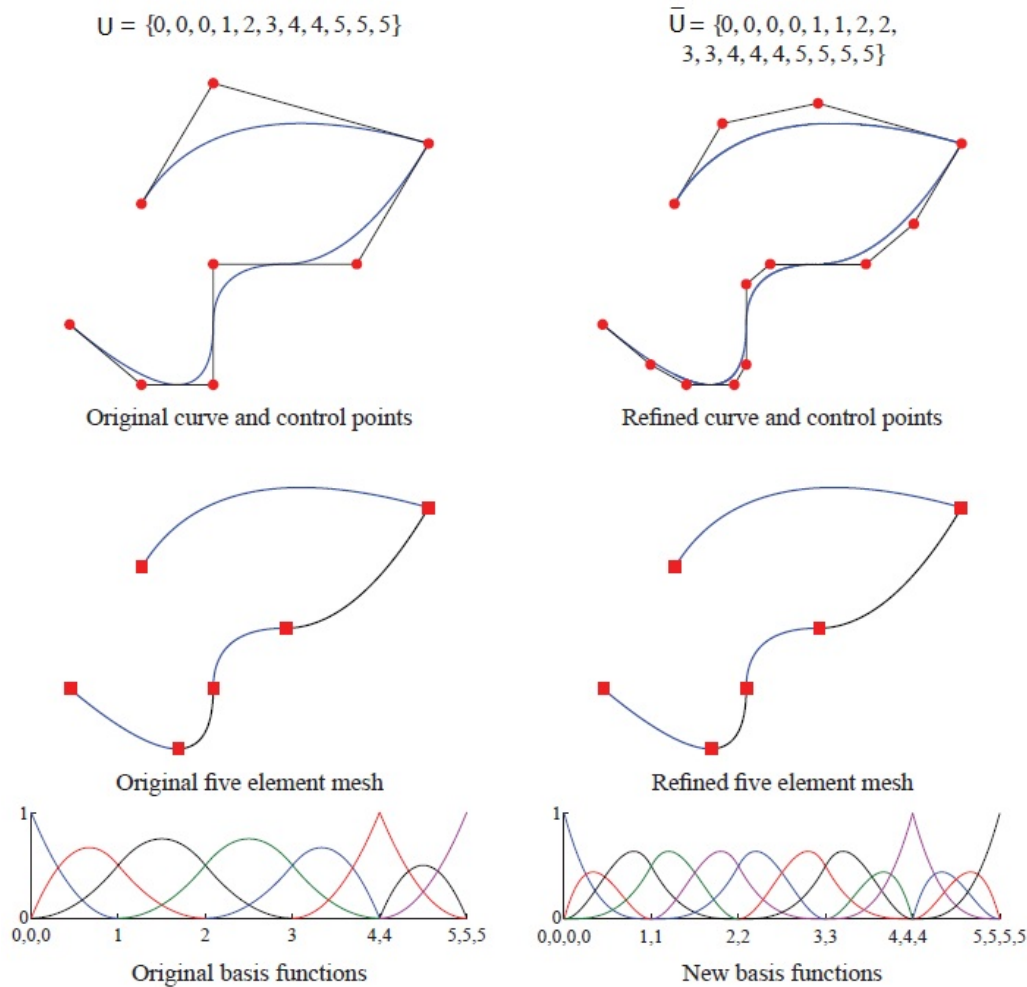 U = {0, 0, 0, 1, 2, 3, 4, 4, 5, 5, 5}
Ū = {0, 0, 0, 0, 1, 1, 2, 2,
3, 3, 4, 4, 4, 5, 5, 5, 5}
Original curve and control points
Refined curve and control points
Original five element mesh
Refined five element mesh
1
0
0,0,0 1 2 3 4,4 5,5,5
Original basis functions
1
0
0,0,0,0 1,1 2,2 3,3 4,4,4 5,5,5,5
New basis functions